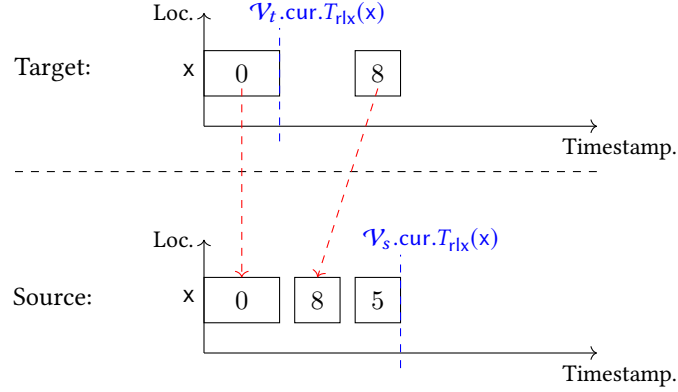 Loc. 𝒱ₜ.cur.T_rlx(x)
Target: x 0 8
Timestamp.
Loc. 𝒱ₛ.cur.T_rlx(x)
Source: x 0 8 5
Timestamp.